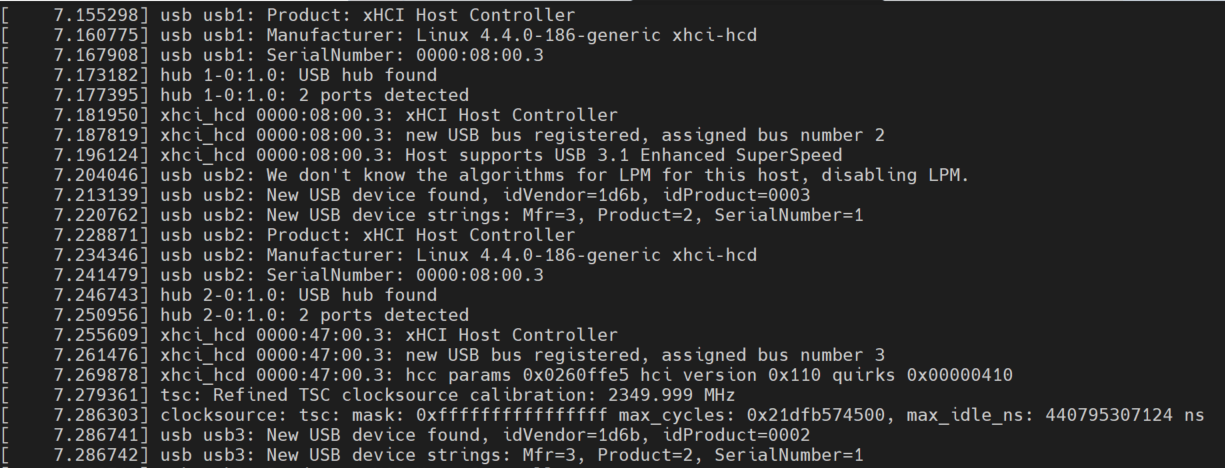 [    7.155298] usb usb1: Product: xHCI Host Controller
[    7.160775] usb usb1: Manufacturer: Linux 4.4.0-186-generic xhci-hcd
[    7.167908] usb usb1: SerialNumber: 0000:08:00.3
[    7.173182] hub 1-0:1.0: USB hub found
[    7.177395] hub 1-0:1.0: 2 ports detected
[    7.181950] xhci_hcd 0000:08:00.3: xHCI Host Controller
[    7.187819] xhci_hcd 0000:08:00.3: new USB bus registered, assigned bus number 2
[    7.196124] xhci_hcd 0000:08:00.3: Host supports USB 3.1 Enhanced SuperSpeed
[    7.204046] usb usb2: We don't know the algorithms for LPM for this host, disabling LPM.
[    7.213139] usb usb2: New USB device found, idVendor=1d6b, idProduct=0003
[    7.220762] usb usb2: New USB device strings: Mfr=3, Product=2, SerialNumber=1
[    7.228871] usb usb2: Product: xHCI Host Controller
[    7.234346] usb usb2: Manufacturer: Linux 4.4.0-186-generic xhci-hcd
[    7.241479] usb usb2: SerialNumber: 0000:08:00.3
[    7.246743] hub 2-0:1.0: USB hub found
[    7.250956] hub 2-0:1.0: 2 ports detected
[    7.255609] xhci_hcd 0000:47:00.3: xHCI Host Controller
[    7.261476] xhci_hcd 0000:47:00.3: new USB bus registered, assigned bus number 3
[    7.269878] xhci_hcd 0000:47:00.3: hcc params 0x0260ffe5 hci version 0x110 quirks 0x00000410
[    7.279361] tsc: Refined TSC clocksource calibration: 2349.999 MHz
[    7.286303] clocksource: tsc: mask: 0xffffffffffffffff max_cycles: 0x21dfb574500, max_idle_ns: 440795307124 ns
[    7.286741] usb usb3: New USB device found, idVendor=1d6b, idProduct=0002
[    7.286742] usb usb3: New USB device strings: Mfr=3, Product=2, SerialNumber=1